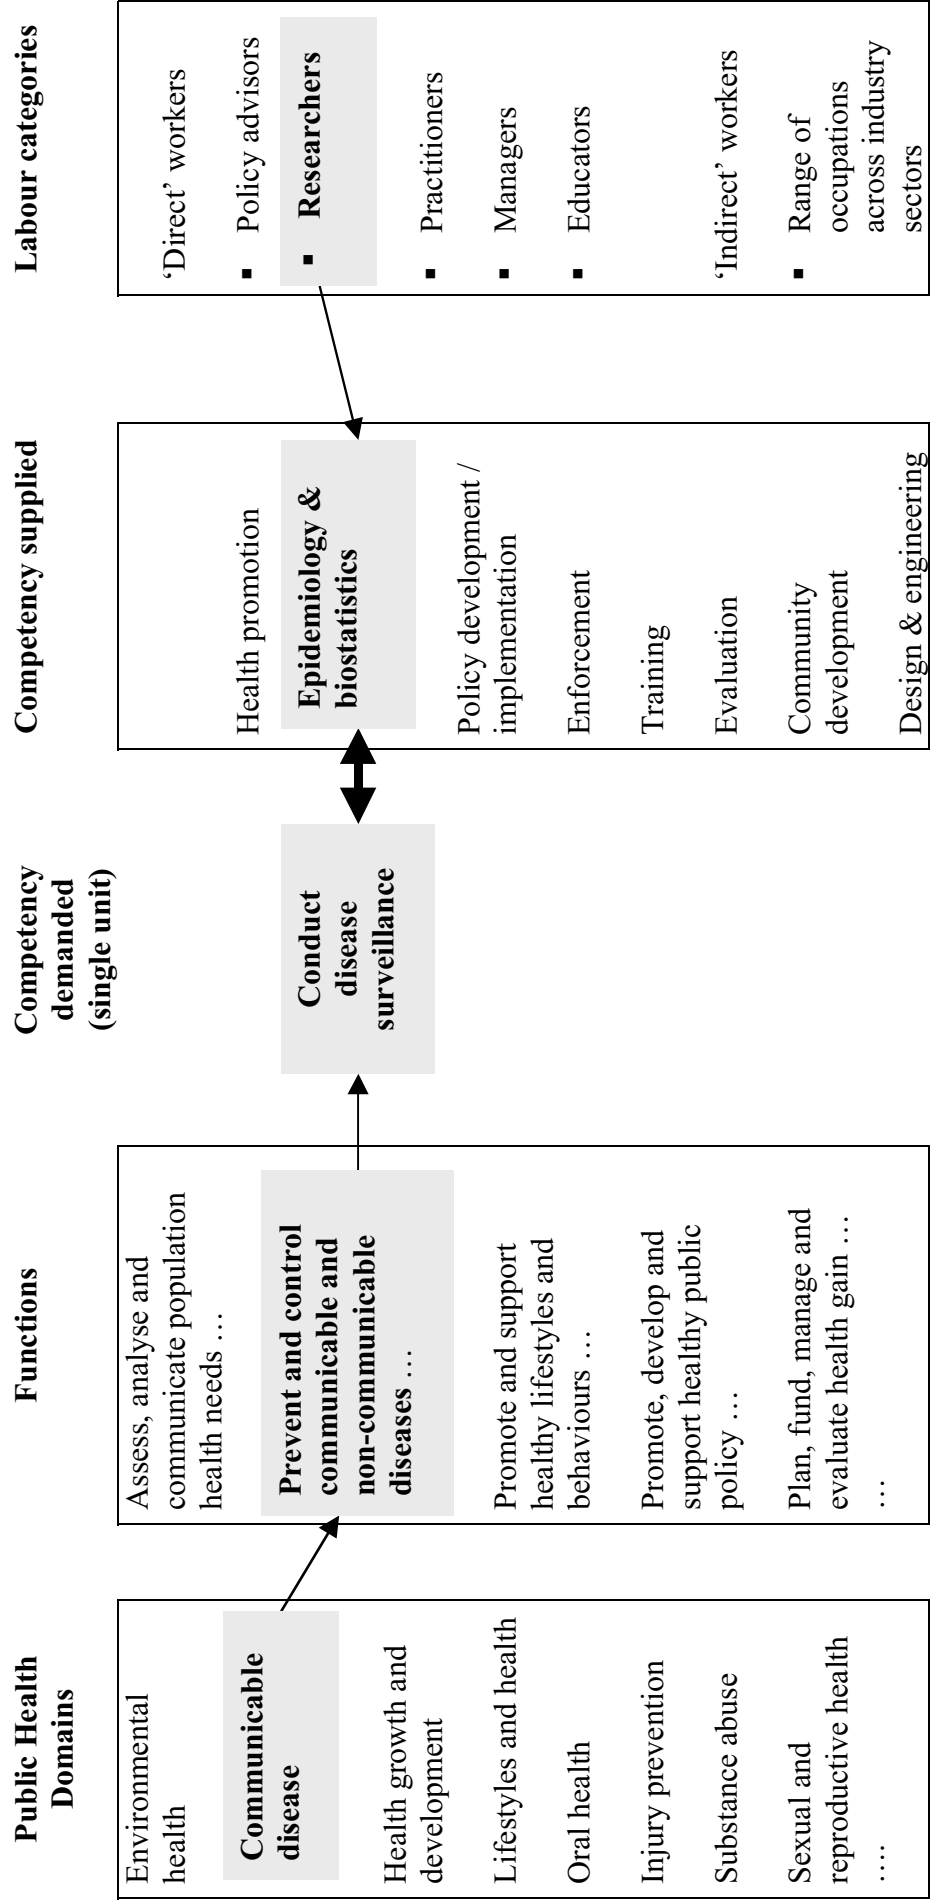 Public Health
Domains
Environmental
health
Communicable
disease
Health growth and
development
Lifestyles and health
Oral health
Injury prevention
Substance abuse
Sexual and
reproductive health
….
Functions
Assess, analyse and
communicate population
health needs …
Prevent and control
communicable and
non-communicable
diseases …
Promote and support
healthy lifestyles and
behaviours …
Promote, develop and
support healthy public
policy …
Plan, fund, manage and
evaluate health gain …
…
Competency
demanded
(single unit)
Conduct
disease
surveillance
Competency supplied
Health promotion
Epidemiology &
biostatistics
Policy development /
implementation
Enforcement
Training
Evaluation
Community
development
Design & engineering
Labour categories
‘Direct’ workers
▪ Policy advisors
▪ Researchers
▪ Practitioners
▪ Managers
▪ Educators
‘Indirect’ workers
▪ Range of
occupations
across industry
sectors